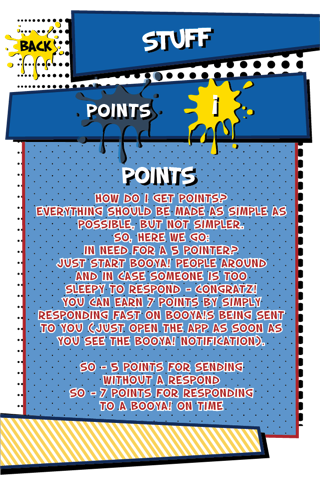 BACK
STUFF
POINTS
i
POINTS
HOW DO I GET POINTS?
EVERYTHING SHOULD BE MADE AS SIMPLE AS
POSSIBLE, BUT NOT SIMPLER.
SO, HERE WE GO:
IN NEED FOR A 5 POINTER?
JUST START BOOYA! PEOPLE AROUND
AND IN CASE SOMEONE IS TOO
SLEEPY TO RESPOND - CONGRATZ!
YOU CAN EARN 7 POINTS BY SIMPLY
RESPONDING FAST ON BOOYA!S BEING SENT
TO YOU (JUST OPEN THE APP AS SOON AS
YOU SEE THE BOOYA! NOTIFICATION).
SO - 5 POINTS FOR SENDING
WITHOUT A RESPOND
SO - 7 POINTS FOR RESPONDING
TO A BOOYA! ON TIME